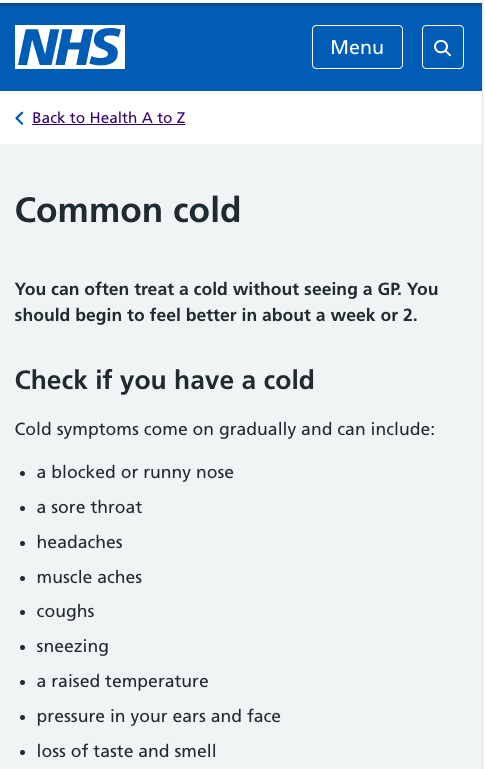 NHS
Menu
Back to Health A to Z
Common cold
You can often treat a cold without seeing a GP. You
should begin to feel better in about a week or 2.
Check if you have a cold
Cold symptoms come on gradually and can include:
• a blocked or runny nose
• a sore throat
• headaches
• muscle aches
• coughs
• sneezing
• a raised temperature
• pressure in your ears and face
• loss of taste and smell